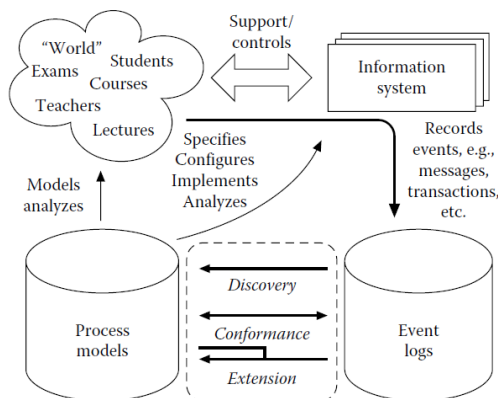 “World”
Students
Exams
Courses
Teachers
Lectures
Support/
controls
Information
system
Models
analyzes
Specifies
Configures
Implements
Analyzes
Records
events, e.g.,
messages,
transactions,
etc.
Process
models
Discovery
Conformance
Extension
Event
logs